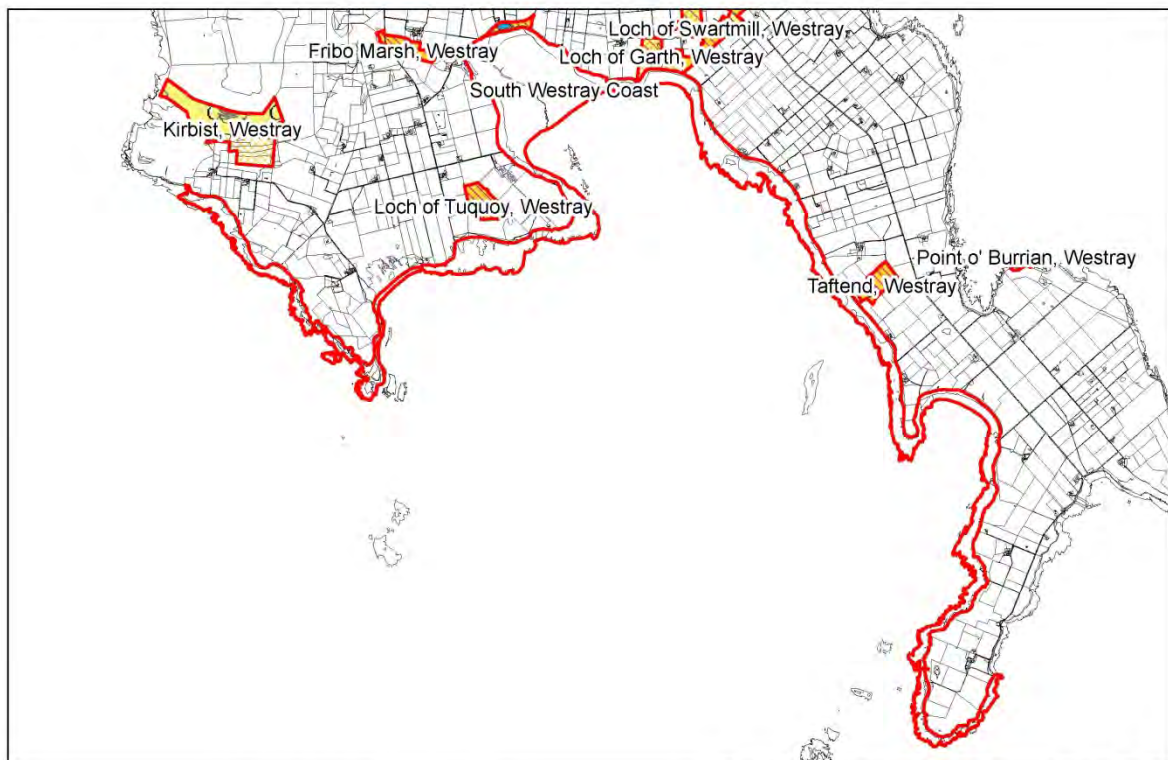 Loch of Swartmill, Westray
Fribo Marsh, Westray
Loch of Garth, Westray
South Westray Coast
Kirbist, Westray
Loch of Tuquoy, Westray
Point o' Burrian, Westray
Taftend, Westray